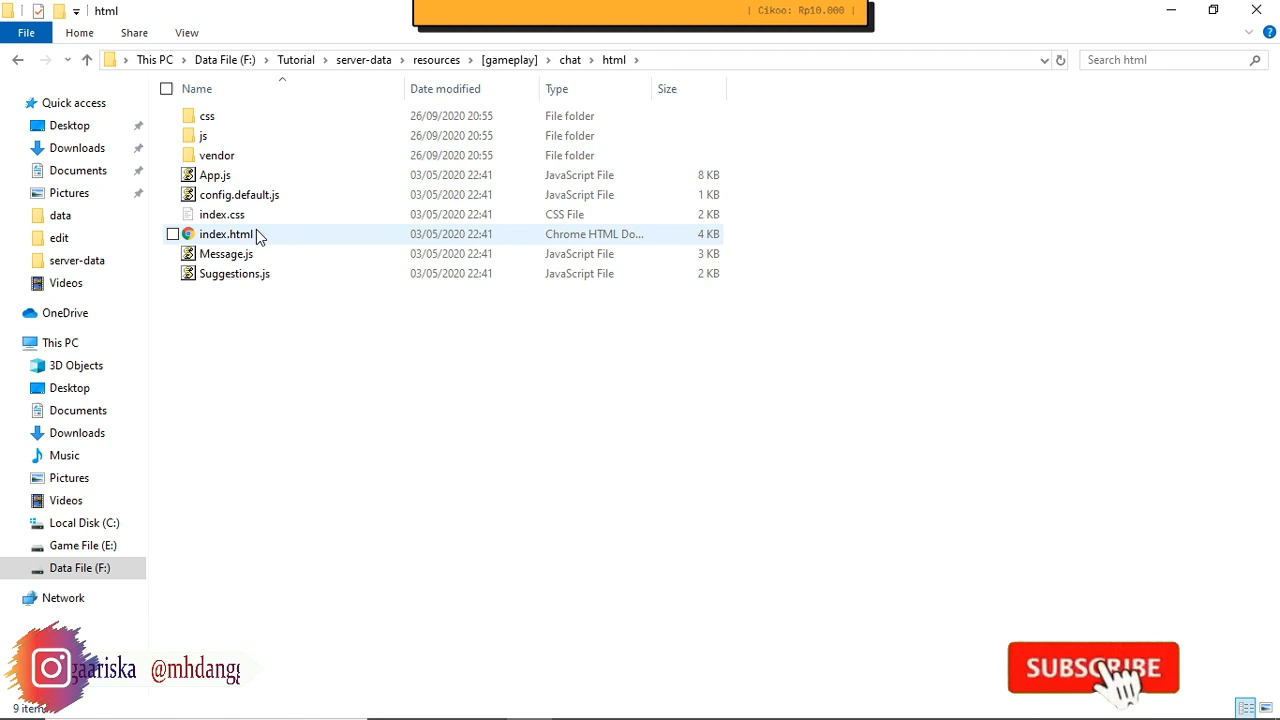 html
| Cikoo: Rp10.000 |
File Home Share View
This PC Data File (F:) Tutorial server-data resources [gameplay] chat html
Search html
Name Date modified Type Size
css 26/09/2020 20:55 File folder
js 26/09/2020 20:55 File folder
vendor 26/09/2020 20:55 File folder
App.js 03/05/2020 22:41 JavaScript File 8 KB
config.default.js 03/05/2020 22:41 JavaScript File 1 KB
index.css 03/05/2020 22:41 CSS File 2 KB
index.html 03/05/2020 22:41 Chrome HTML Do... 4 KB
Message.js 03/05/2020 22:41 JavaScript File 3 KB
Suggestions.js 03/05/2020 22:41 JavaScript File 2 KB
Quick access
Desktop
Downloads
Documents
Pictures
data
edit
server-data
Videos
OneDrive
This PC
3D Objects
Desktop
Documents
Downloads
Music
Pictures
Videos
Local Disk (C:)
Game File (E:)
Data File (F:)
Network
SUBSCRIBE